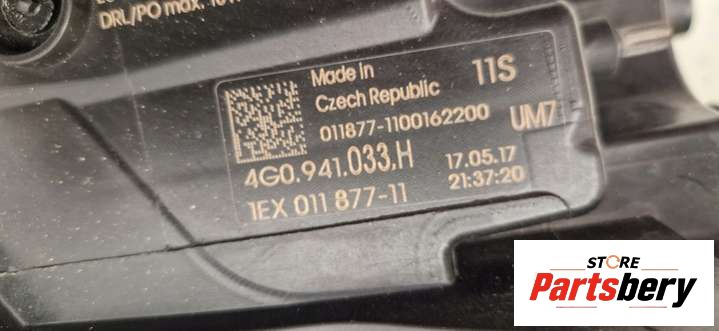 DRL/PO max.
Made in
Czech Republic
11S
011877-1100162200
UM7
4G0.941.033.H
17.05.17
1EX 011 877-11
21:37:20
STORE
Partsbery